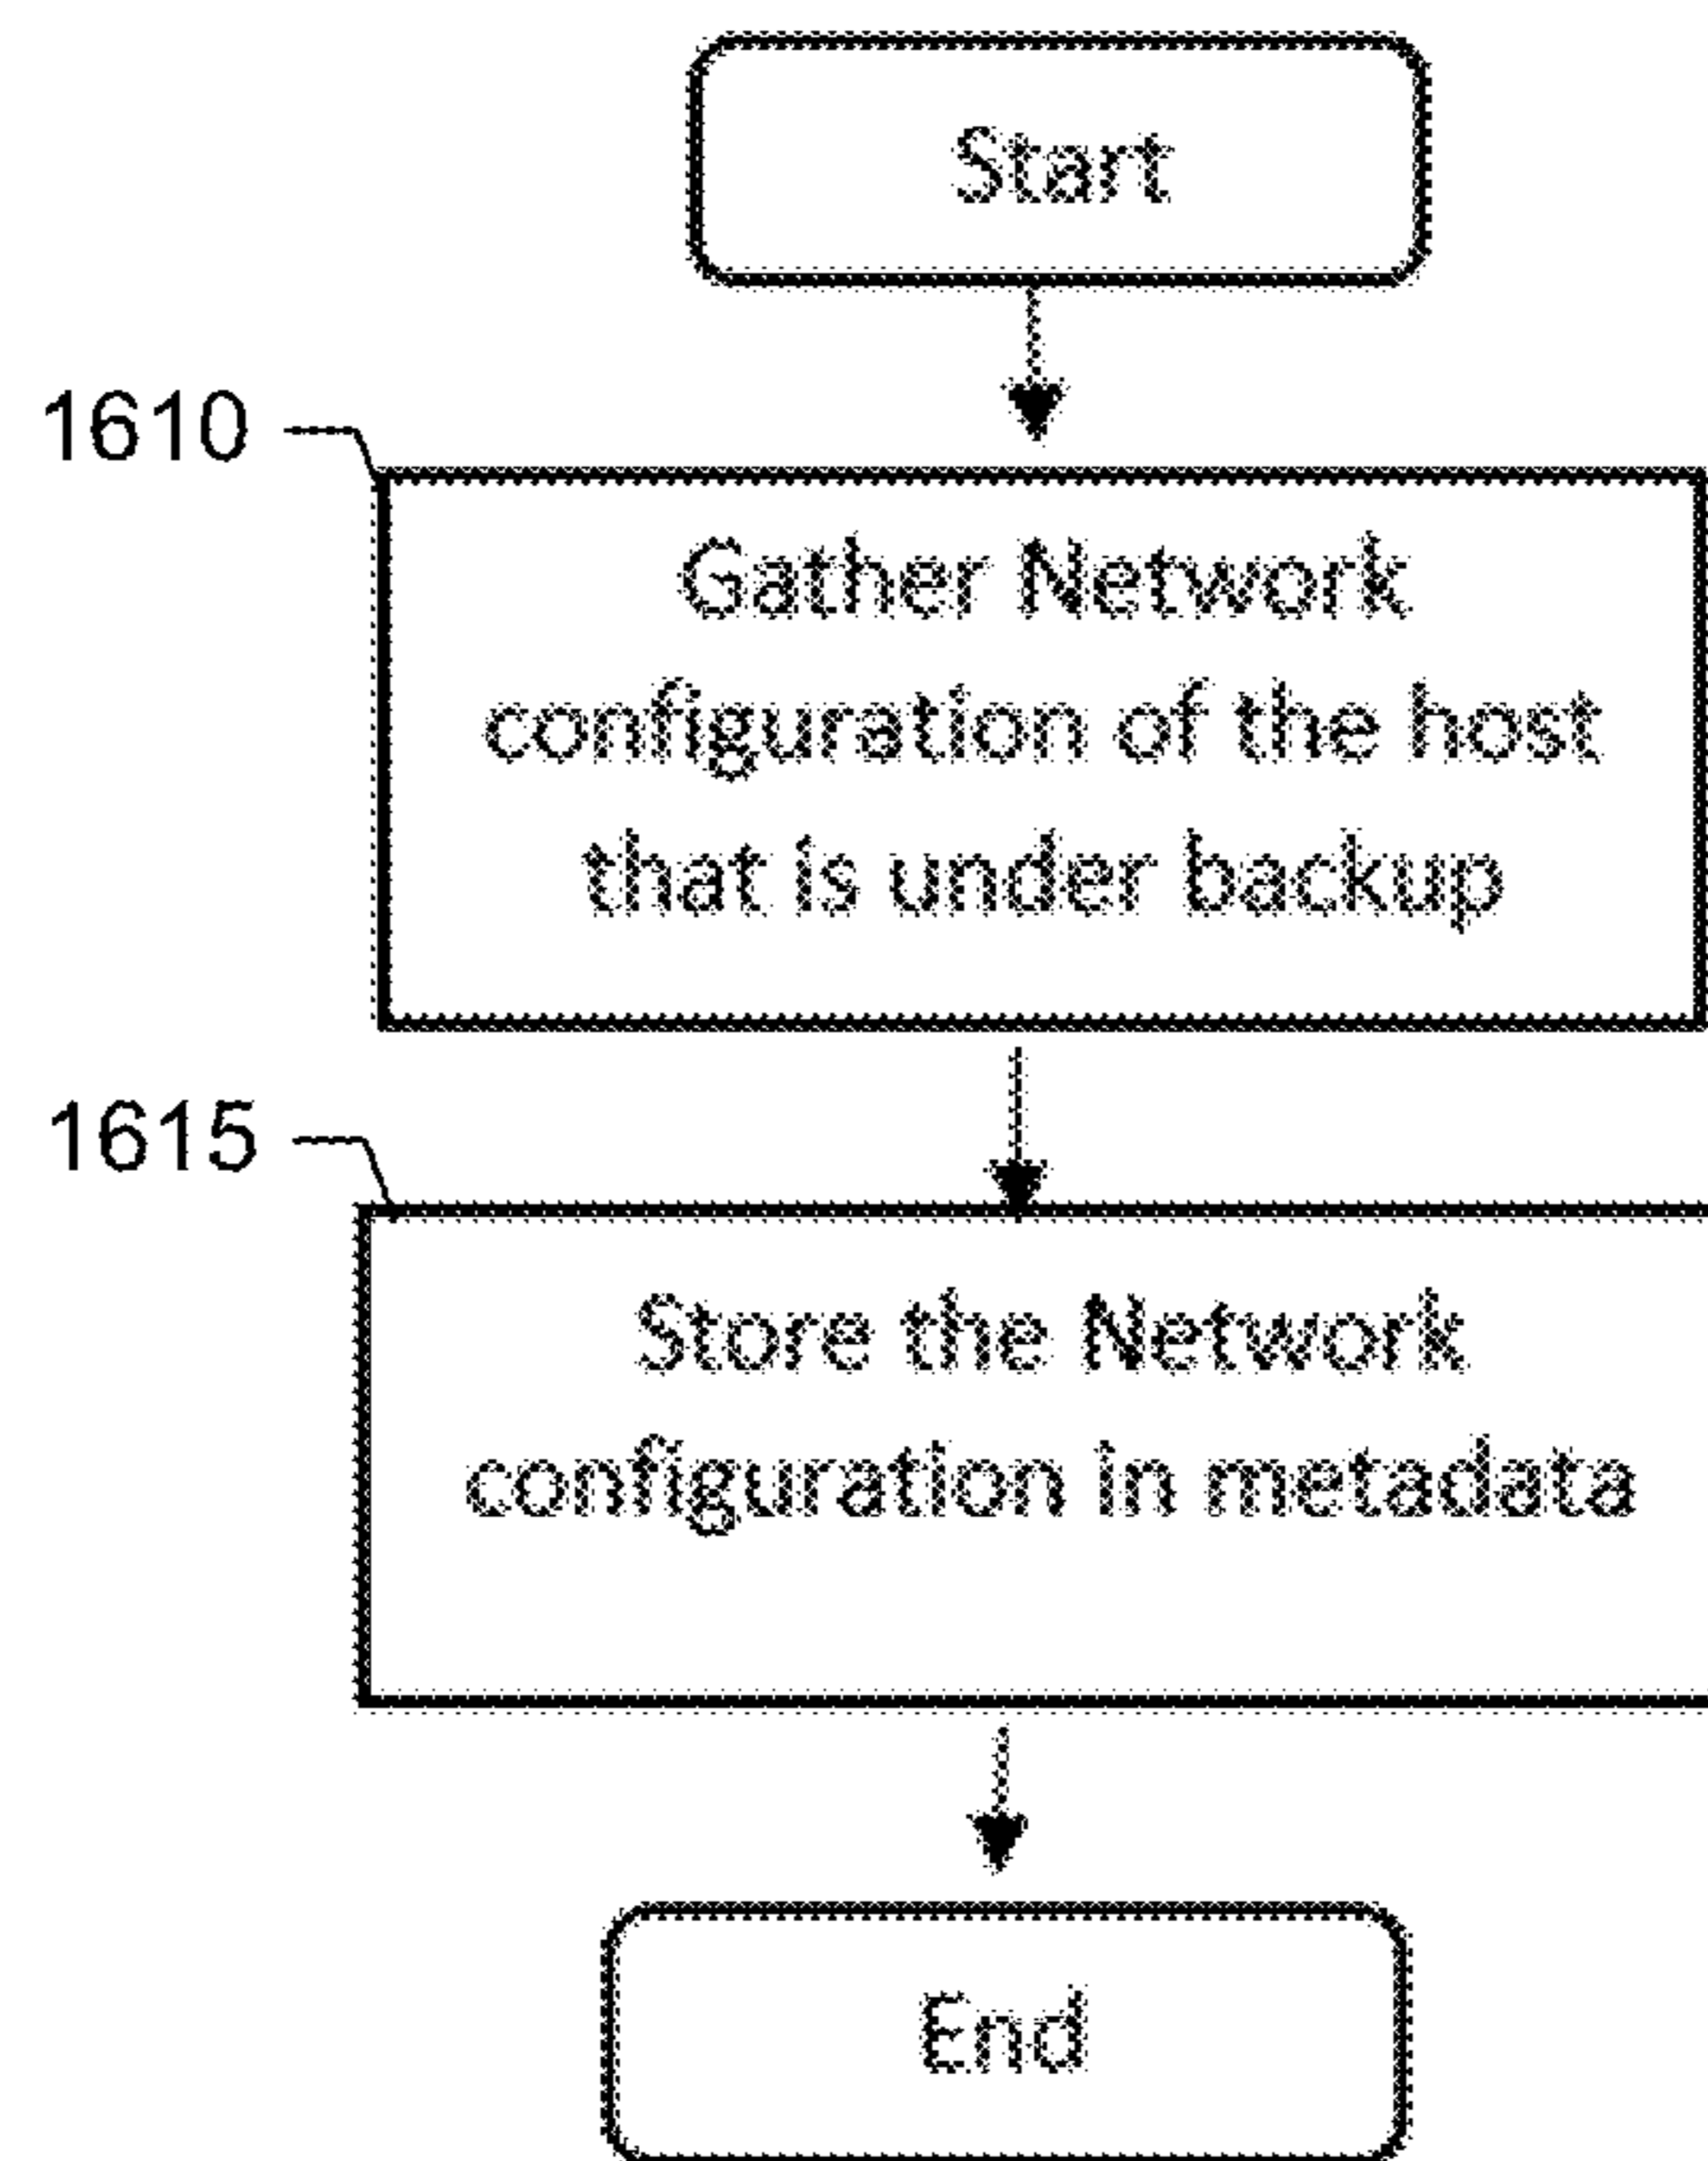 Start
1610
Gather Network
configuration of the host
that is under backup
1615
Store the Network
configuration in metadata
End